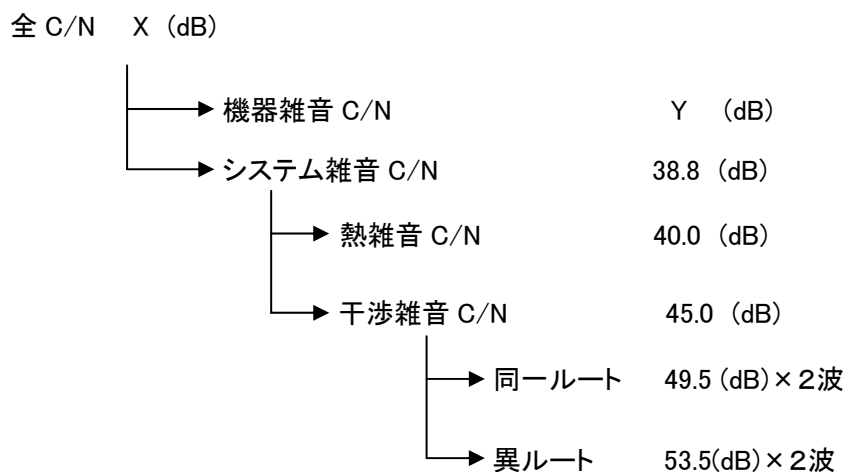 全 C/N X (dB)
機器雑音 C/N Y (dB)
システム雑音 C/N 38.8 (dB)
熱雑音 C/N 40.0 (dB)
干渉雑音 C/N 45.0 (dB)
同一ルート 49.5 (dB)×2波
異ルート 53.5(dB)×2波